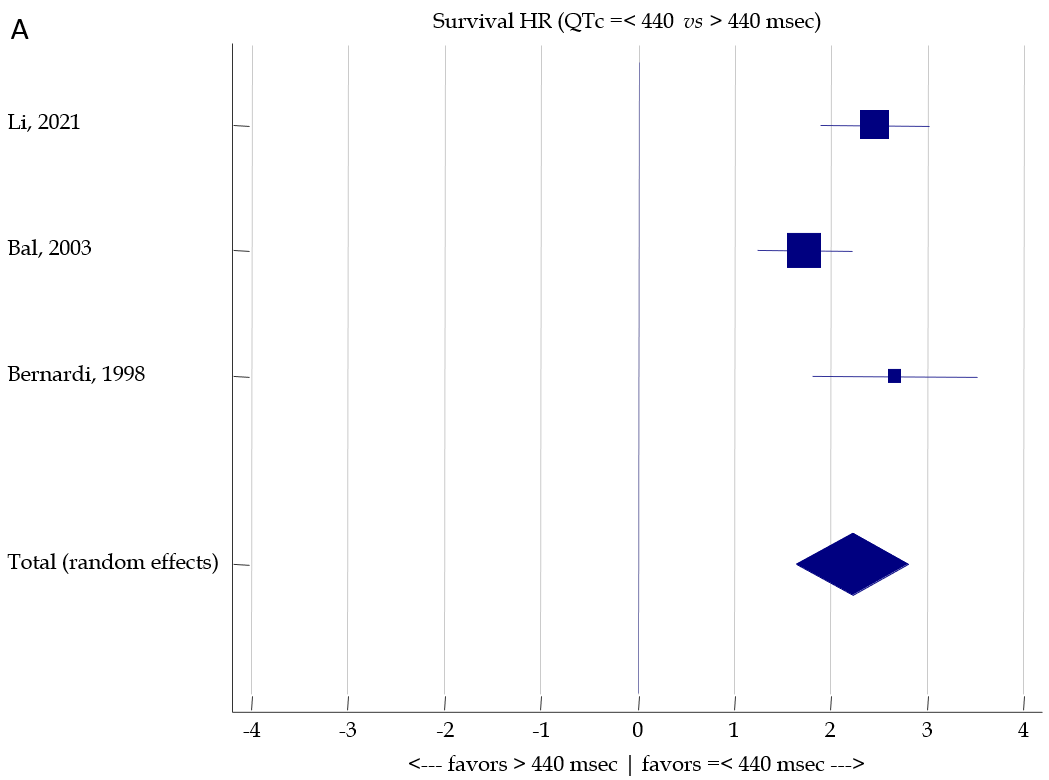 A
Survival HR (QTc =< 440 vs > 440 msec)
Li, 2021
Bal, 2003
Bernardi, 1998
Total (random effects)
-4 -3 -2 -1 0 1 2 3 4
<--- favors > 440 msec | favors =< 440 msec --->